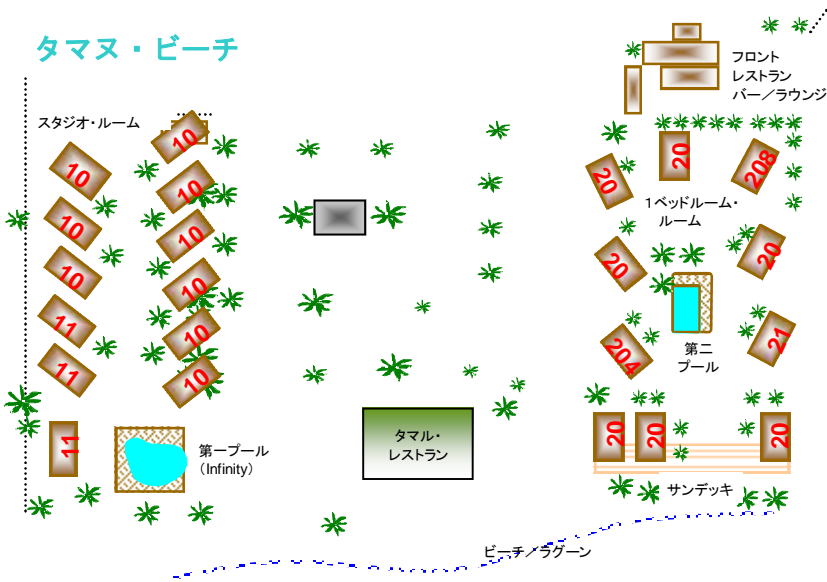 タマヌ・ビーチ
フロント
レストラン
バー／ラウンジ
スタジオ・ルーム
10
10
10
10
10
10
10
10
10
11
11
11
20
20
208
1ベッドルーム・
ルーム
20
20
204
21
第二
プール
20
20
20
サンデッキ
第一プール
（Infinity）
タマル・
レストラン
ビーチ／ラグーン